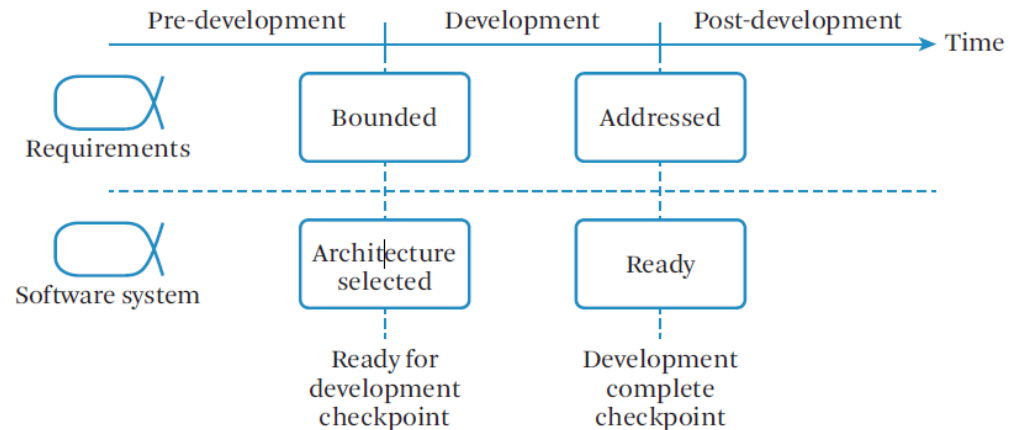 Pre-development
Development
Post-development
Time
Requirements
Bounded
Addressed
Software system
Architecture
selected
Ready
Ready for
development
checkpoint
Development
complete
checkpoint